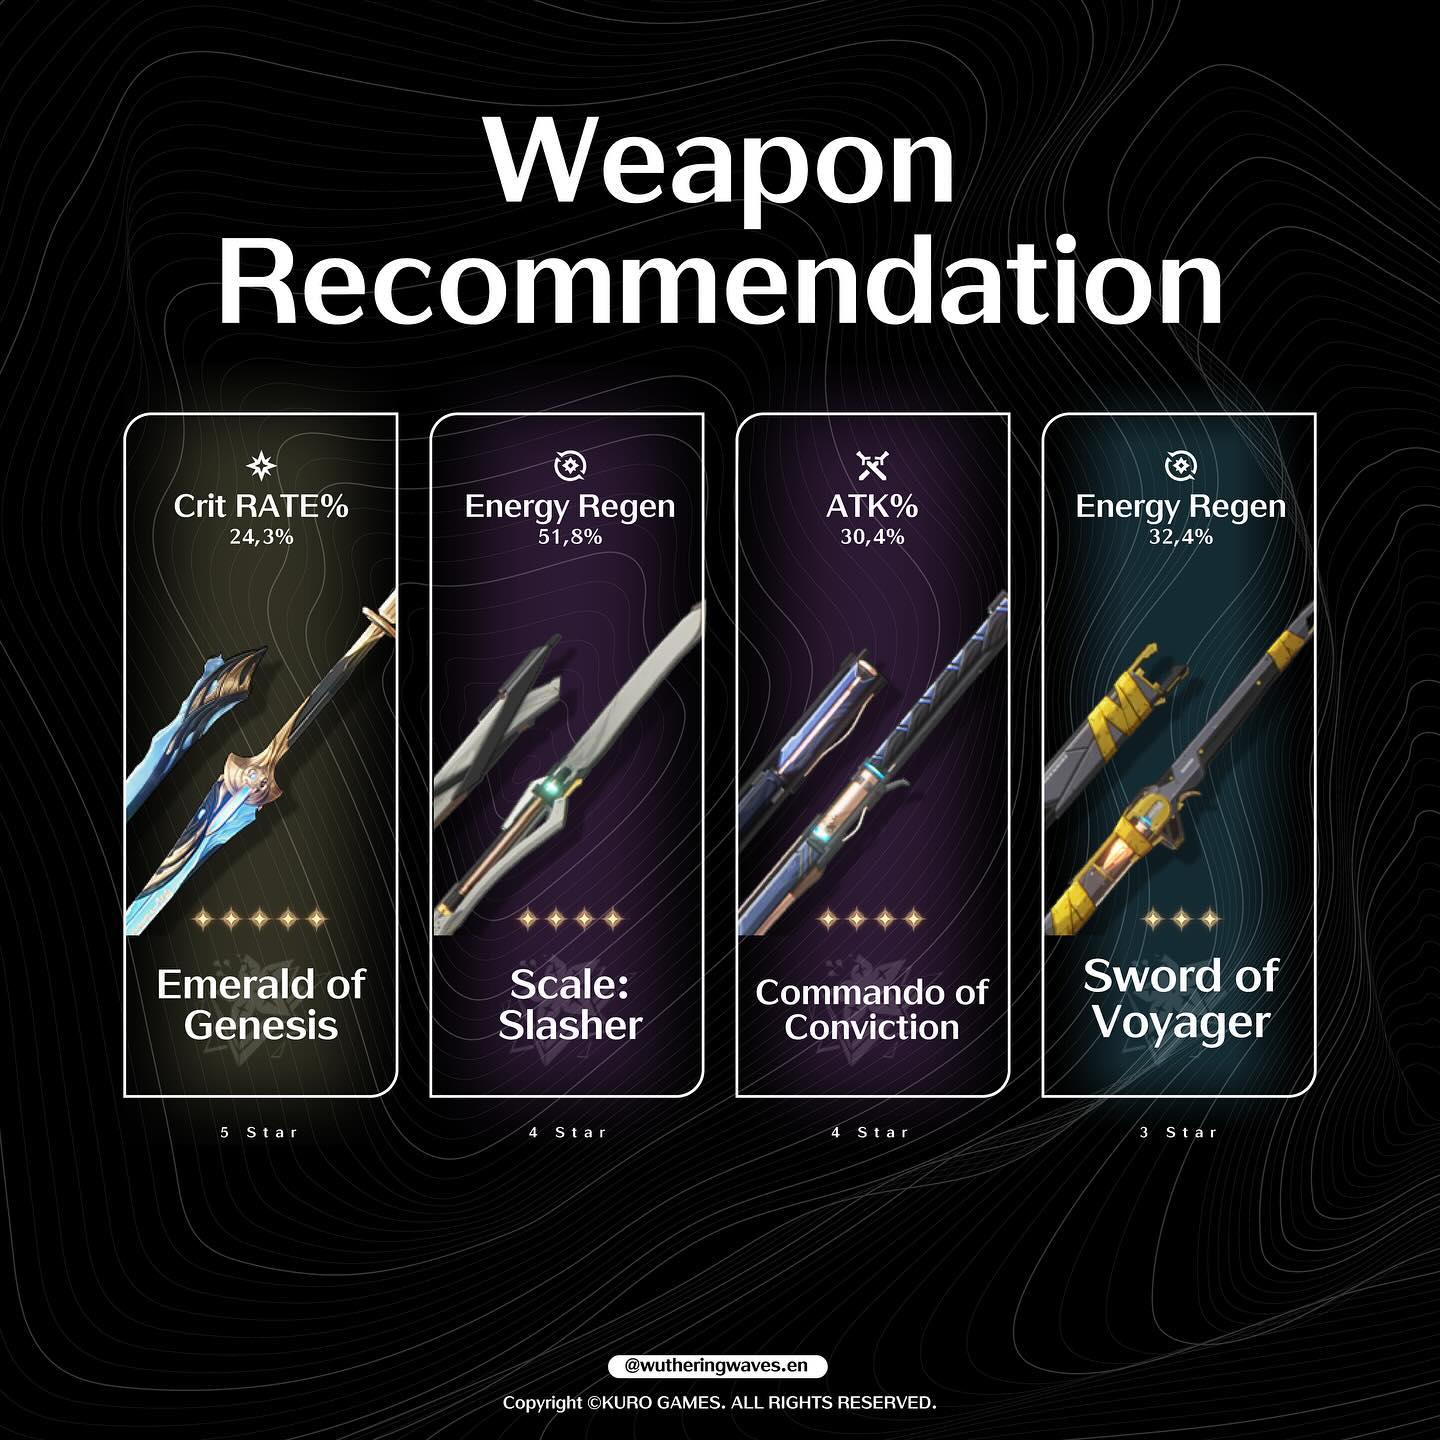 Weapon
Recommendation
Crit RATE%
24,3%
Emerald of
Genesis
5 Star
Energy Regen
51,8%
Scale:
Slasher
4 Star
ATK%
30,4%
Commando of
Conviction
4 Star
Energy Regen
32,4%
Sword of
Voyager
3 Star
@wutheringwaves.en
Copyright ©KURO GAMES. ALL RIGHTS RESERVED.